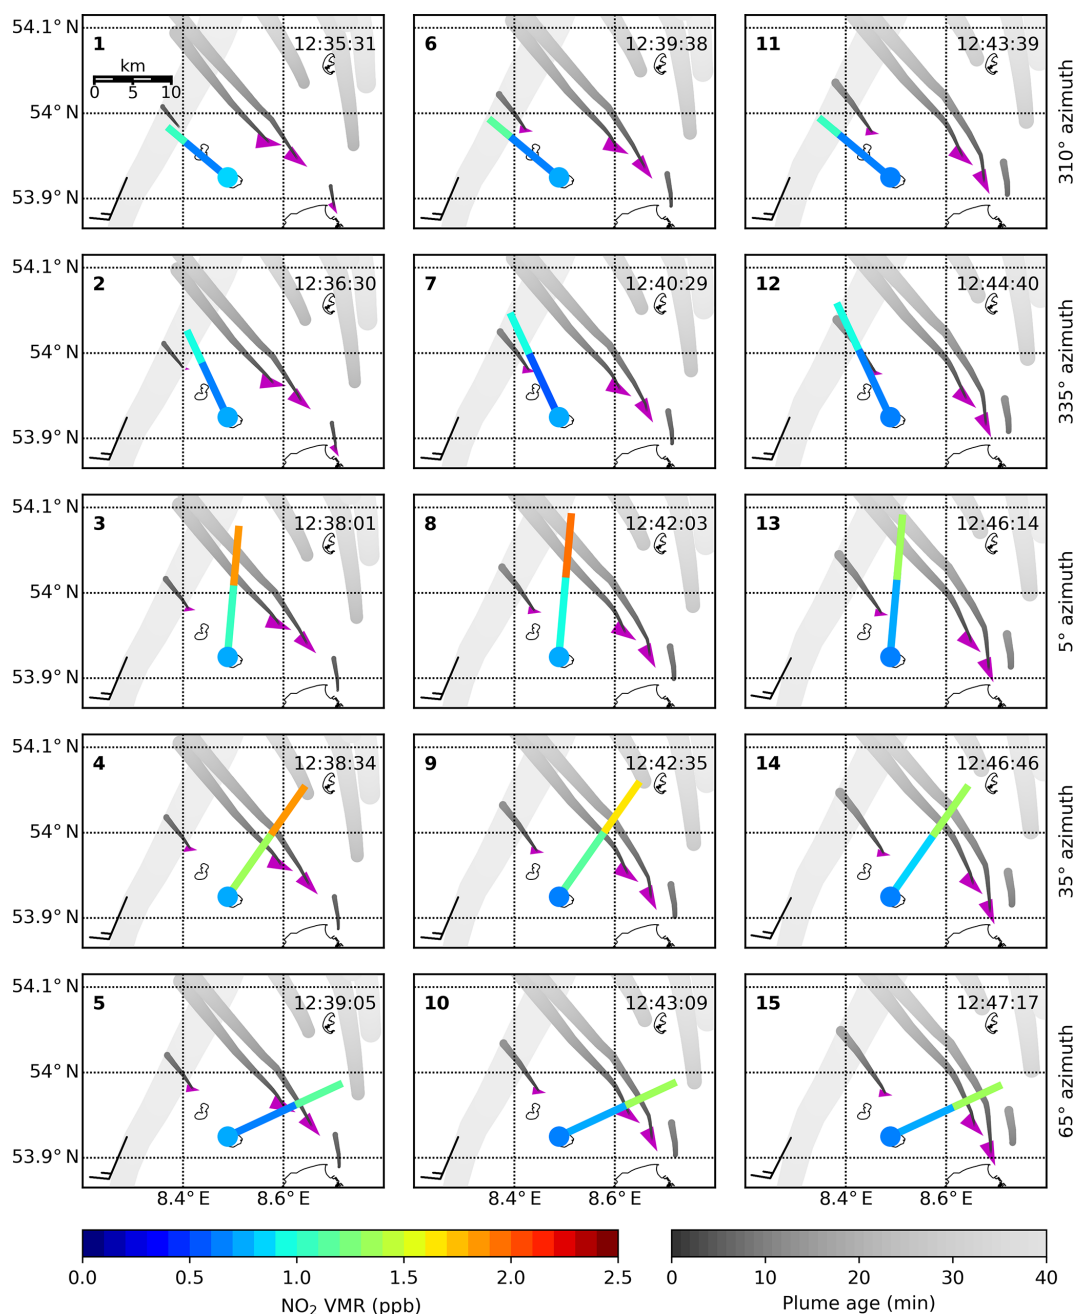 54.1° N
1
12:35:31
6
12:39:38
11
12:43:39
km
0 5 10
54° N
53.9° N
310° azimuth
54.1° N
2
12:36:30
7
12:40:29
12
12:44:40
54° N
53.9° N
335° azimuth
54.1° N
3
12:38:01
8
12:42:03
13
12:46:14
54° N
53.9° N
5° azimuth
54.1° N
4
12:38:34
9
12:42:35
14
12:46:46
54° N
53.9° N
35° azimuth
54.1° N
5
12:39:05
10
12:43:09
15
12:47:17
54° N
53.9° N
65° azimuth
8.4° E 8.6° E
8.4° E 8.6° E
8.4° E 8.6° E
0.0 0.5 1.0 1.5 2.0 2.5
NO₂ VMR (ppb)
0 10 20 30 40
Plume age (min)